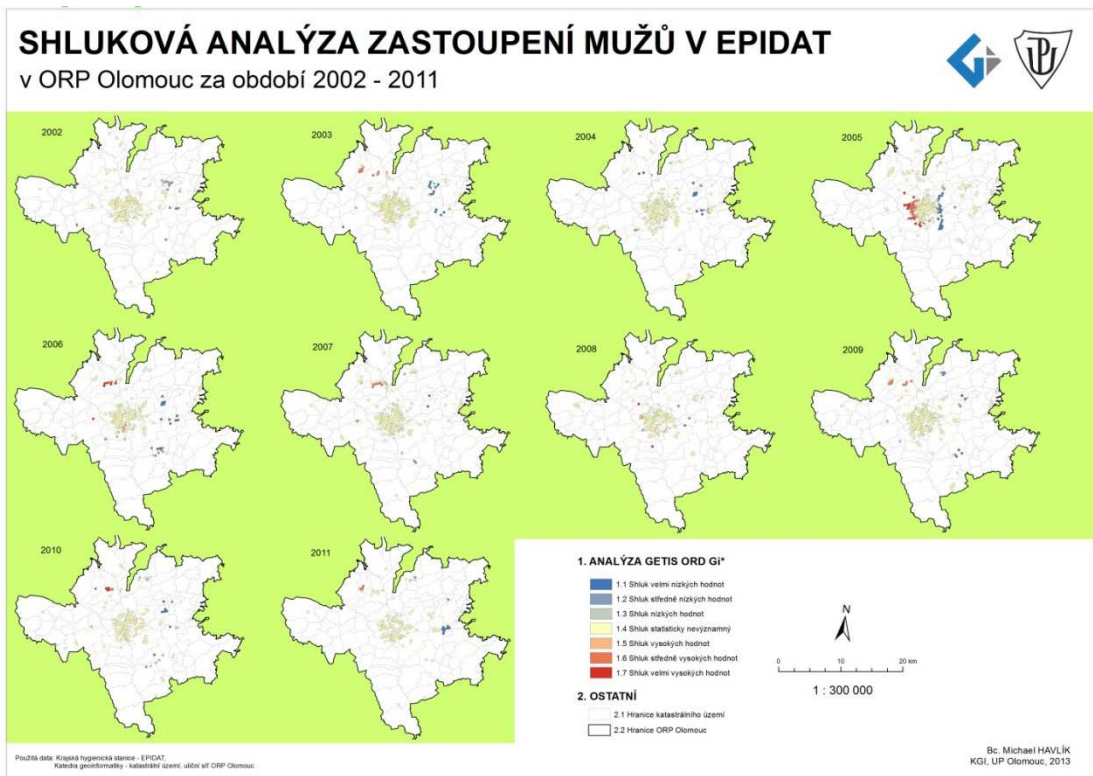 SHLUKOVÁ ANALÝZA ZASTOUPENÍ MUŽŮ V EPIDAT
v ORP Olomouc za období 2002 - 2011
2002
2003
2004
2005
2006
2007
2008
2009
2010
2011
1. ANALÝZA GETIS ORD Gi*
1.1 Shluk velmi nízkých hodnot
1.2 Shluk středně nízkých hodnot
1.3 Shluk nízkých hodnot
1.4 Shluk statisticky nevýznamný
1.5 Shluk vysokých hodnot
1.6 Shluk středně vysokých hodnot
1.7 Shluk velmi vysokých hodnot
2. OSTATNÍ
2.1 Hranice katastrálního území
2.2 Hranice ORP Olomouc
N
0 10 20 km
1 : 300 000
Použitá data: Krajská hygienická stanice - EPIDAT,
Katedra geoinformatiky - katastrální území, uliční síť ORP Olomouc
Bc. Michael HAVLÍK
KGI, UP Olomouc, 2013